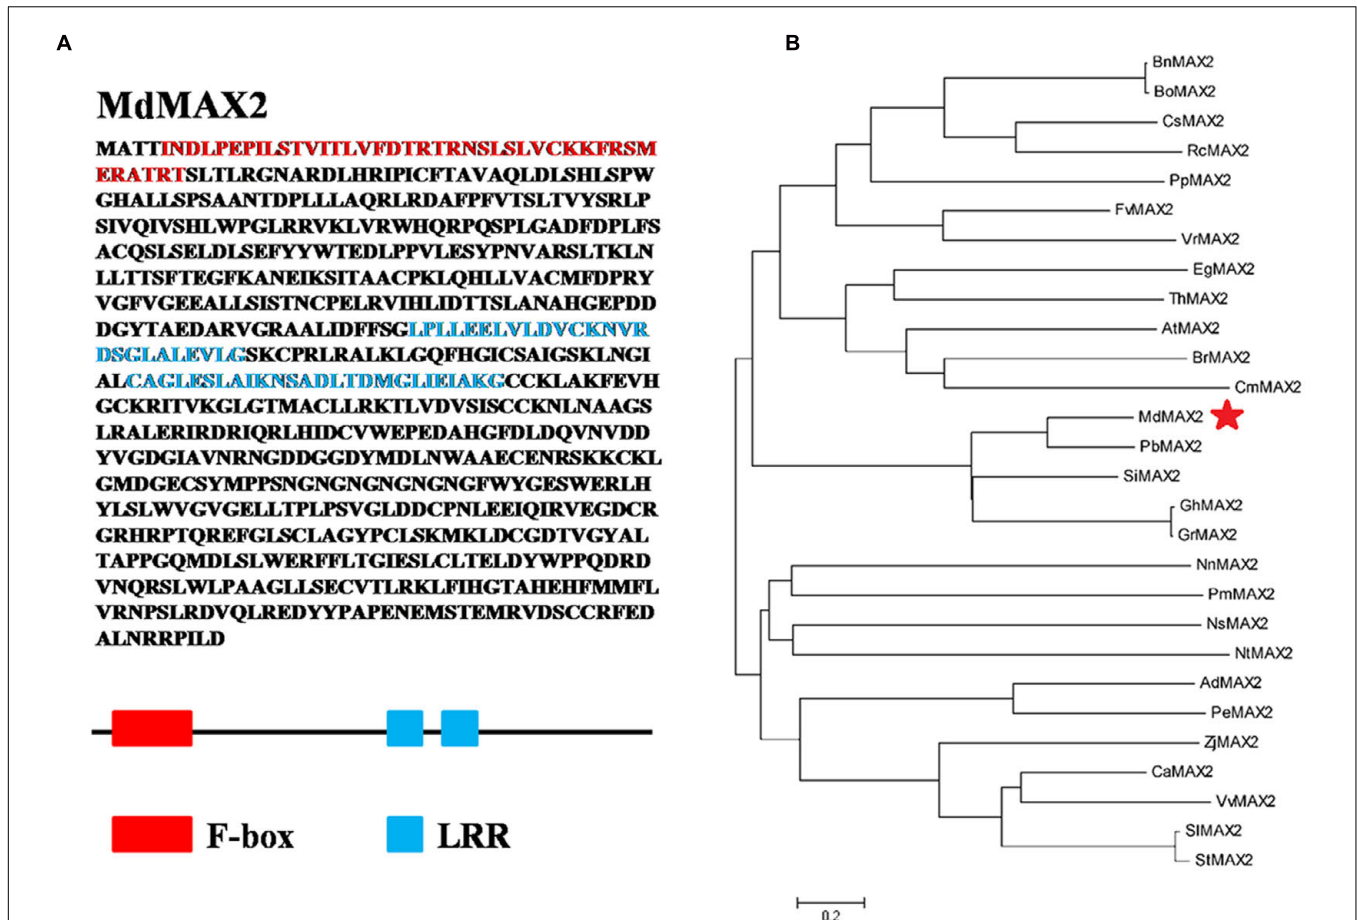 A
MdMAX2
MATTINDLPEPILSTVITLVFDTRTRNSLSLVCKKFRSM
ERATRTSLTLRGNARDLHRIPICFTAVAQLDLSHLSPW
GHALLSPSAANTDPLLLAQRLRDAFPFVTSLTVYSRLP
SIVQIVSHLWPGLRRVKLVRWHQRPQSPLGADFDPLFS
ACQSLSELDLSEFYYWTEDLPPVLESYPNVARSLTKLN
LLTTSFTEGFKANEIKSITAACPKLQHLLVACMFDPRY
VGFVGEEALLSISTNCPELRVIHLIDTTSLANAHGEPDD
DGYTAEDARVGRAALIDFFSGLPLLEELVLDVCKNVR
DSGLALEVLGSKCPRLRALKLGQFHGICSAIGSKLNGI
ALCAGLESLAIKNSADLTDMGLIEIAKGCCKLAKFEVH
GCKRITVKGLGTMACLLRKTLVDVSISCCKNLNAAGS
LRALERIRDRIQRLHIDCVWEPEDAHGFDLDQVNVDD
YVGDGIAVNRNGDDGGDYMDLNWAAECENRSKKCKL
GMDGECSYMPPSNGNGNGNGNGFWYGESWERLH
YLSLWVGVGELLTPLPSVGLDDCPNLEEIQIRVEGDCR
GRHRPTQREFGLSCLAGYPCLSKMKLDCGDTVGYAL
TAPPGQMDLSLWERFFLTGIESLCLTELDYWPPQDRD
VNQRSLWLPAAGLLSECVTLRKLFIHGTAHEHFMMFL
VRNPSLRDVQLREDYYPAPENEMSTEMRVDSCCRFED
ALNRRPILD
F-box
LRR
B
BnMAX2
BoMAX2
CsMAX2
RcMAX2
PpMAX2
FvMAX2
VrMAX2
EgMAX2
ThMAX2
AtMAX2
BrMAX2
CmMAX2
MdMAX2
PbMAX2
SiMAX2
GhMAX2
GrMAX2
NnMAX2
PmMAX2
NsMAX2
NtMAX2
AdMAX2
PeMAX2
ZjMAX2
CaMAX2
VvMAX2
SlMAX2
StMAX2
0.2